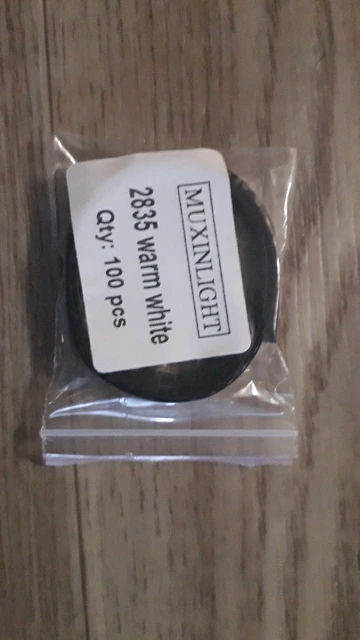 MUXINLIGHT
2835 warm white
Qty: 100 pcs